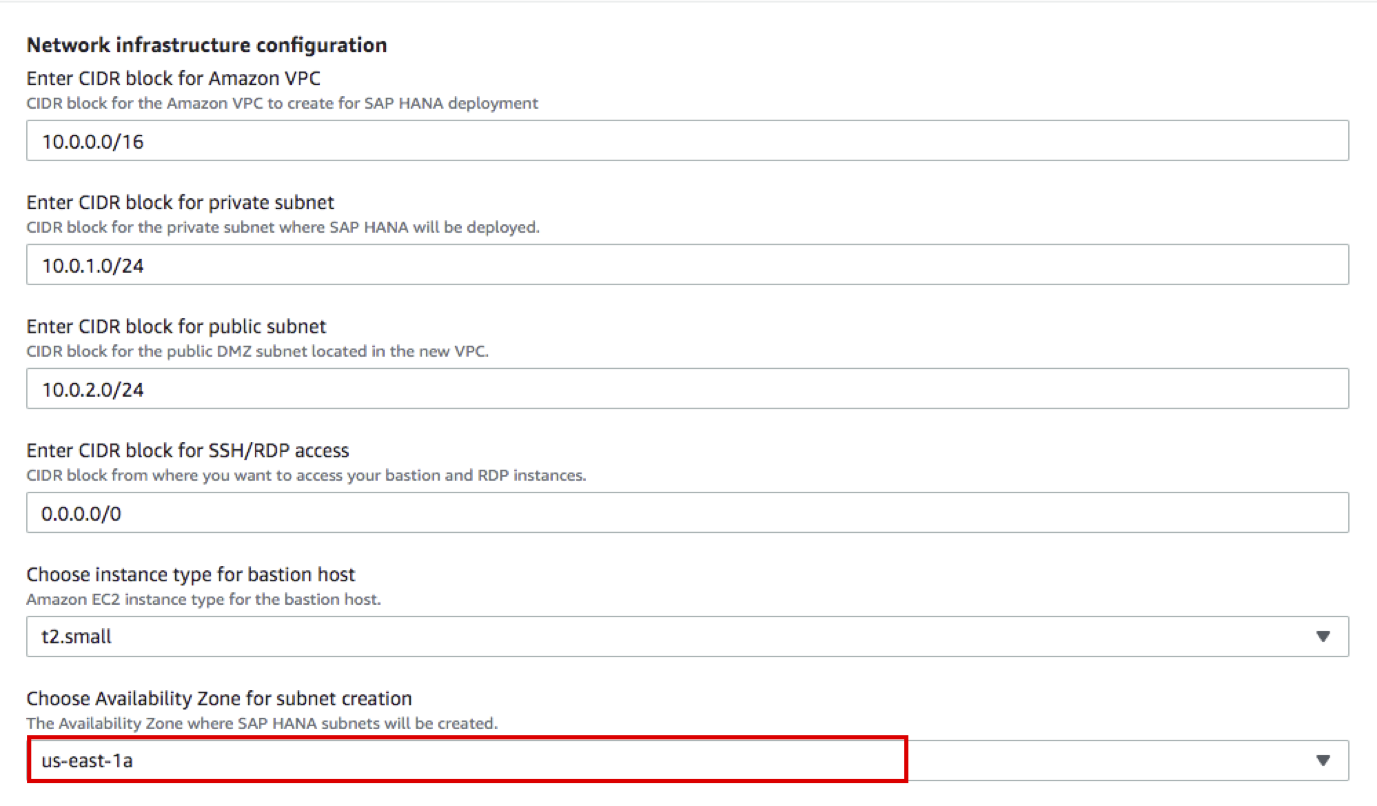 Network infrastructure configuration
Enter CIDR block for Amazon VPC
CIDR block for the Amazon VPC to create for SAP HANA deployment
10.0.0.0/16
Enter CIDR block for private subnet
CIDR block for the private subnet where SAP HANA will be deployed.
10.0.1.0/24
Enter CIDR block for public subnet
CIDR block for the public DMZ subnet located in the new VPC.
10.0.2.0/24
Enter CIDR block for SSH/RDP access
CIDR block from where you want to access your bastion and RDP instances.
0.0.0.0/0
Choose instance type for bastion host
Amazon EC2 instance type for the bastion host.
t2.small
Choose Availability Zone for subnet creation
The Availability Zone where SAP HANA subnets will be created.
us-east-1a